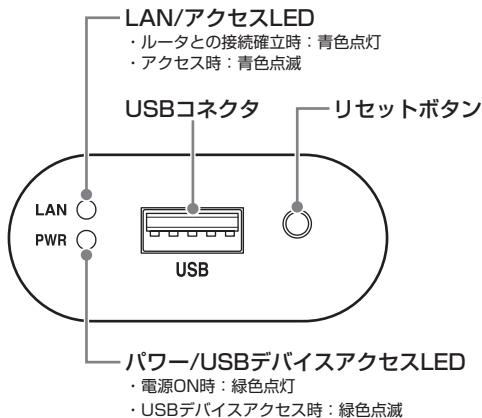 LAN/アクセスLED
・ルータとの接続確立時：青色点灯
・アクセス時：青色点滅
USBコネクタ
リセットボタン
LAN
PWR
USB
パワー/USBデバイスアクセスLED
・電源ON時：緑色点灯
・USBデバイスアクセス時：緑色点滅